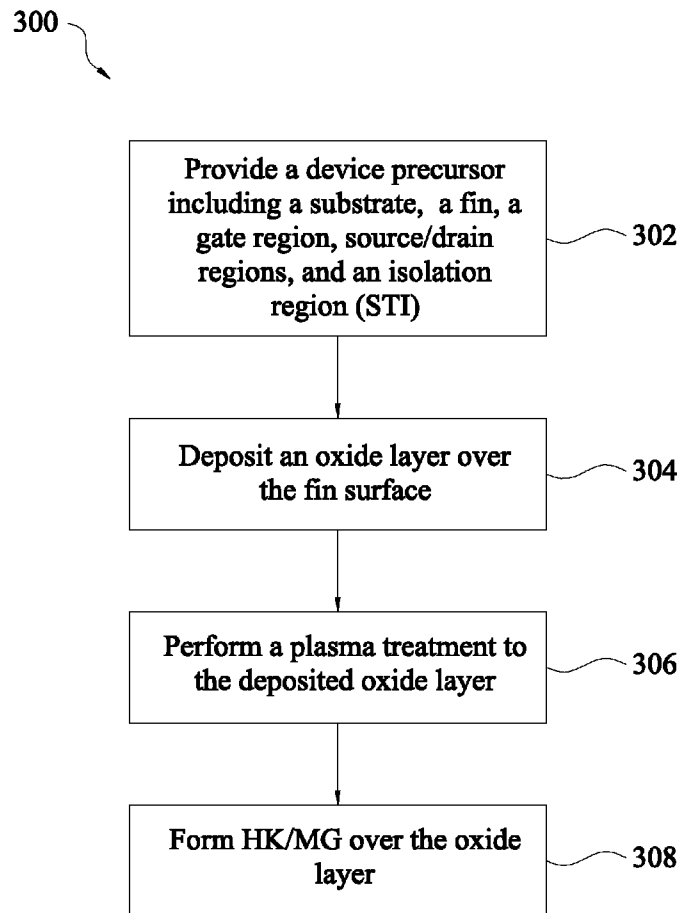 300
Provide a device precursor
including a substrate, a fin, a
gate region, source/drain
regions, and an isolation
region (STI)
302
Deposit an oxide layer over
the fin surface
304
Perform a plasma treatment to
the deposited oxide layer
306
Form HK/MG over the oxide
layer
308